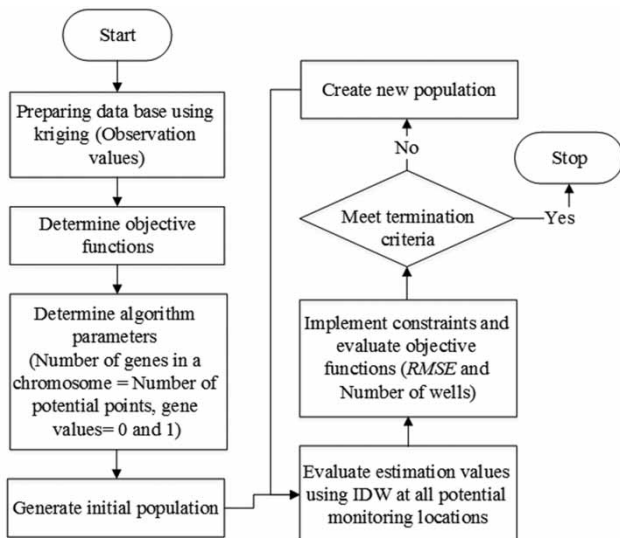 Start
Preparing data base using
kriging (Observation
values)
Determine objective
functions
Determine algorithm
parameters
(Number of genes in a
chromosome = Number of
potential points, gene
values= 0 and 1)
Generate initial population
Evaluate estimation values
using IDW at all potential
monitoring locations
Implement constraints and
evaluate objective
functions (RMSE and
Number of wells)
Meet termination
criteria
No
Create new population
Yes
Stop